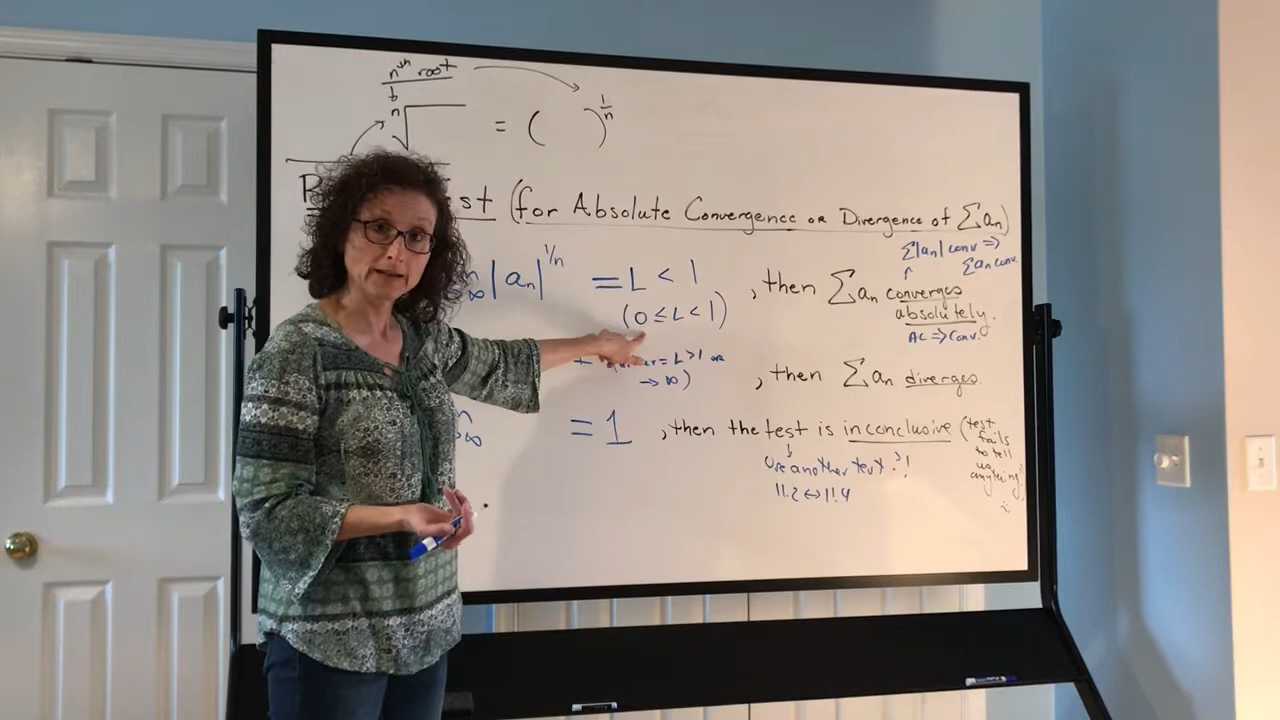 nth root
n√ = ( )^1/n
st (for Absolute Convergence or Divergence of Σan)
Σ|an| conv ⇒
Σan conv.
|an|^1/n = L < 1 , then Σan converges
(0 ≤ L < 1)
absolutely.
AC ⇒ Conv.
= L > 1 or
→ ∞)
, then Σan diverges.
∞ = 1 , then the test is inconclusive (test
fails
to tell
us
anything!)
use another test ?!
11.2 ↔ 11.4